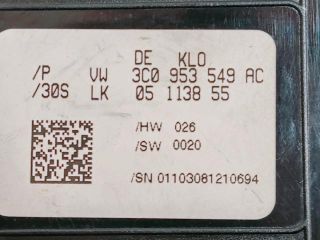 DE KLO
/P VW 3C0 953 549 AC
/30S LK 05 1138 55
/HW 026
/SW 0020
/SN 01103081210694